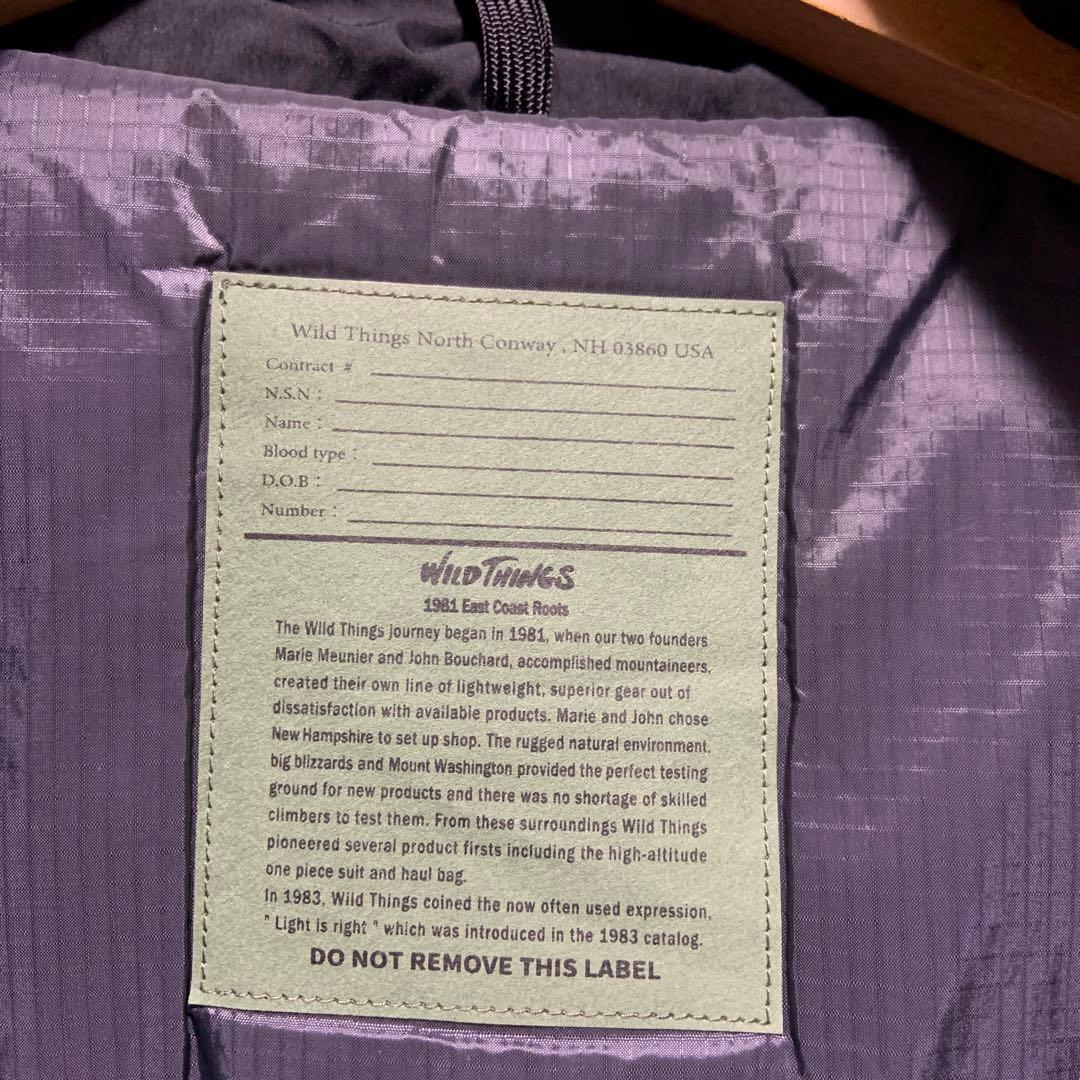 Wild Things North Conway , NH 03860 USA
Contract #
N.S.N :
Name :
Blood type :
D.O.B :
Number :
WILD THINGS
1981 East Coast Roots
The Wild Things journey began in 1981, when our two founders
Marie Meunier and John Bouchard, accomplished mountaineers,
created their own line of lightweight, superior gear out of
dissatisfaction with available products. Marie and John chose
New Hampshire to set up shop. The rugged natural environment,
big blizzards and Mount Washington provided the perfect testing
ground for new products and there was no shortage of skilled
climbers to test them. From these surroundings Wild Things
pioneered several product firsts including the high-altitude
one piece suit and haul bag.
In 1983, Wild Things coined the now often used expression,
" Light is right " which was introduced in the 1983 catalog.
DO NOT REMOVE THIS LABEL